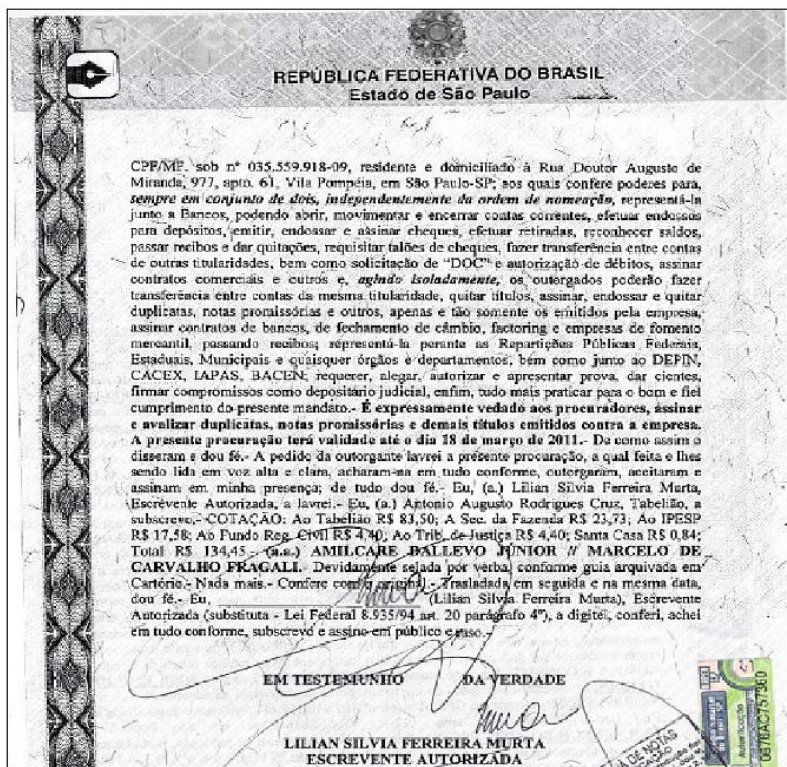 REPÚBLICA FEDERATIVA DO BRASIL
Estado de São Paulo
CPF/MF. sob nº 035.559.918-09, residente e domiciliado à Rua Doutor Augusto de
Miranda, 977, apto. 61, Vila Pompéia, em São Paulo-SP; aos quais confere poderes para,
sempre em conjunto de dois, independentemente da ordem de nomeação, representá-la
junto a Bancos, podendo abrir, movimentar e encerrar contas correntes, efetuar endossos
para depósitos, emitir, endossar e assinar cheques, efetuar retiradas, reconhecer saldos,
passar recibos e dar quitações, requisitar talões de cheques, fazer transferência entre contas
de outras titularidades, bem como solicitação de "DOC" e autorização de débitos, assinar
contratos comerciais e outros e, agindo isoladamente, os outorgados poderão fazer
transferência entre contas da mesma titularidade, quitar títulos, assinar, endossar e quitar
duplicatas, notas promissórias e outros, apenas e tão somente os emitidos pela empresa,
assinar contratos de bancos, de fechamento de câmbio, factoring e empresas de fomento
mercantil, passando recibos; representá-la perante as Repartições Públicas Federais,
Estaduais, Municipais e quaisquer órgãos e departamentos, bem como junto ao DEPIN,
CACEX, IAPAS, BACEN; requerer, alegar, autorizar e apresentar prova, dar cientes,
firmar compromissos como depositário judicial, enfim, tudo mais praticar para o bom e fiel
cumprimento do presente mandato.- É expressamente vedado aos procuradores, assinar
e avalizar duplicatas, notas promissórias e demais títulos emitidos contra a empresa.
A presente procuração terá validade até o dia 18 de março de 2011.- De como assim o
disseram e dou fé.- A pedido da outorgante lavrei a presente procuração, a qual feita e lhes
sendo lida em voz alta e clara, acharam-na em tudo conforme, outorgaram, aceitaram e
assinam em minha presença; de tudo dou fé.- Eu, (a.) Lilian Silvia Ferreira Murta,
Escrevente Autorizada, a lavrei.- Eu, (a.) Antonio Augusto Rodrigues Cruz, Tabelião, a
subscrevo.- COTAÇÃO: Ao Tabelião R$ 83,50; A Sec. da Fazenda R$ 23,73; Ao IPESP
R$ 17,58; Ao Fundo Reg. Civil R$ 4,40; Ao Trib. de Justiça R$ 4,40; Santa Casa R$ 0,84;
Total R$ 134,45.- (a.a.) AMILCARE DALLEVO JÚNIOR // MARCELO DE
CARVALHO FRAGALI.- Devidamente selada por verba, conforme guia arquivada em
Cartório.- Nada mais.- Confere com o original.- Trasladada em seguida e na mesma data,
dou fé.- Eu, (Lilian Silvia Ferreira Murta), Escrevente
Autorizada (substituta - Lei Federal 8.935/94 art. 20 parágrafo 4º), a digitei, conferi, achei
em tudo conforme, subscrevo e assino em público e raso.-
EM TESTEMUNHO DA VERDADE
LILIAN SILVIA FERREIRA MURTA
ESCREVENTE AUTORIZADA
DE NOTAS
Autenticação
0678AC757360